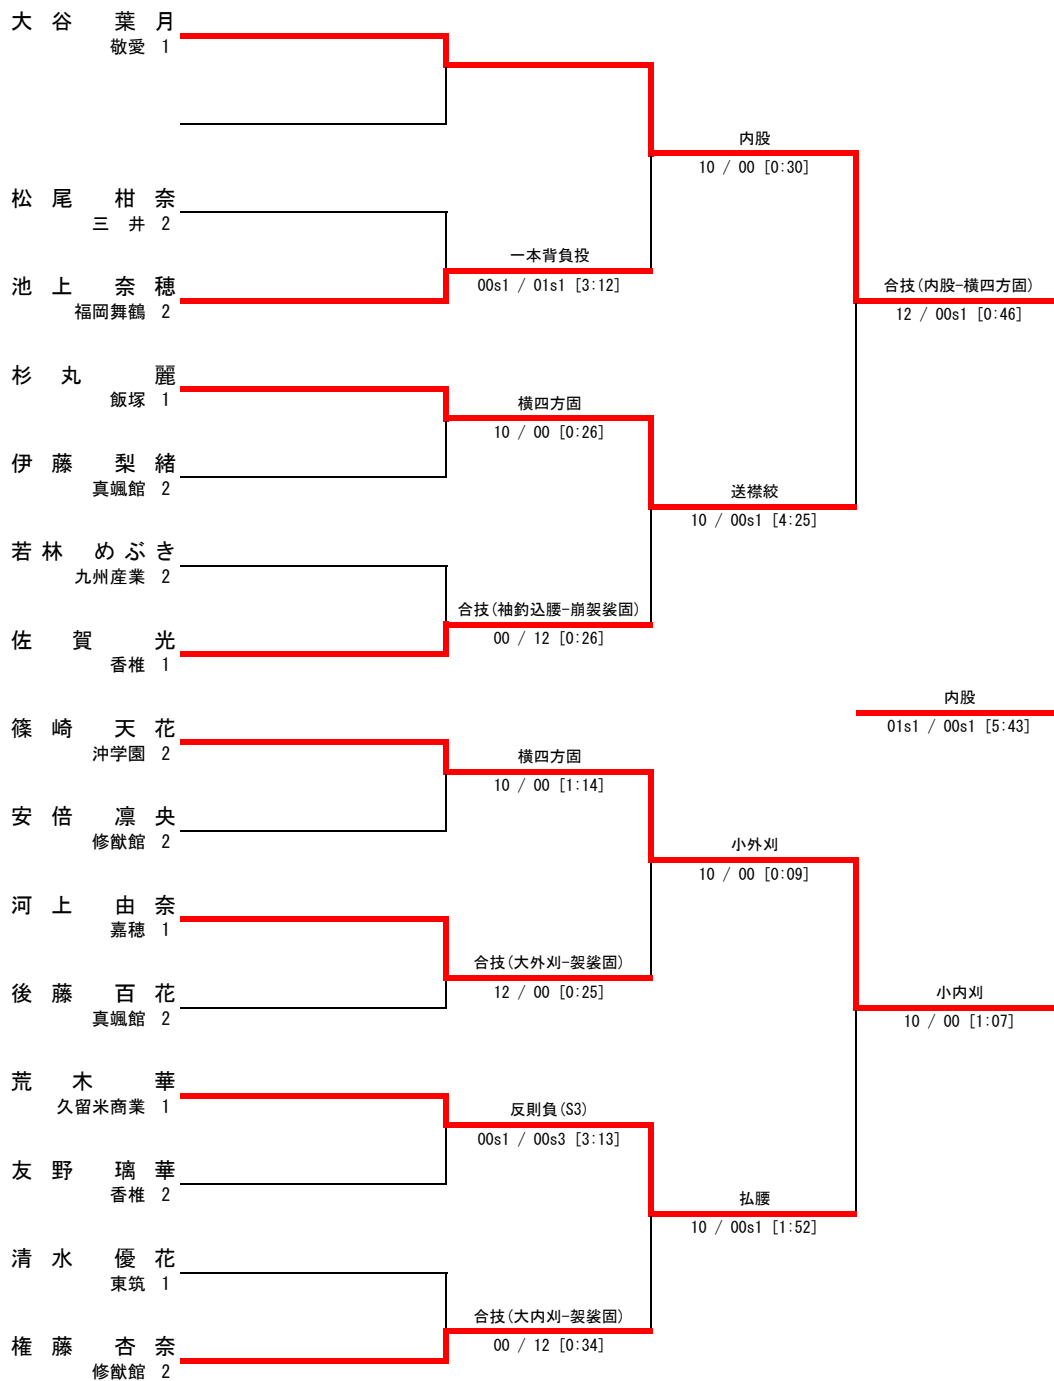 大谷　葉月
敬愛 1
松尾　柑奈
三　井 2
池上　奈穂
福岡舞鶴 2
杉丸　麗
飯塚 1
伊藤　梨緒
真颯館 2
若林　めぶき
九州産業 2
佐賀　光
香椎 1
篠崎　天花
沖学園 2
安倍　凛央
修猷館 2
河上　由奈
嘉穂 1
後藤　百花
真颯館 2
荒木　華
久留米商業 1
友野　璃華
香椎 2
清水　優花
東筑 1
権藤　杏奈
修猷館 2
一本背負投
00s1 / 01s1 [3:12]
横四方固
10 / 00 [0:26]
合技(袖釣込腰-崩袈裟固)
00 / 12 [0:26]
横四方固
10 / 00 [1:14]
合技(大外刈-袈裟固)
12 / 00 [0:25]
反則負(S3)
00s1 / 00s3 [3:13]
合技(大内刈-袈裟固)
00 / 12 [0:34]
内股
10 / 00 [0:30]
送襟絞
10 / 00s1 [4:25]
小外刈
10 / 00 [0:09]
払腰
10 / 00s1 [1:52]
合技(内股-横四方固)
12 / 00s1 [0:46]
内股
01s1 / 00s1 [5:43]
小内刈
10 / 00 [1:07]